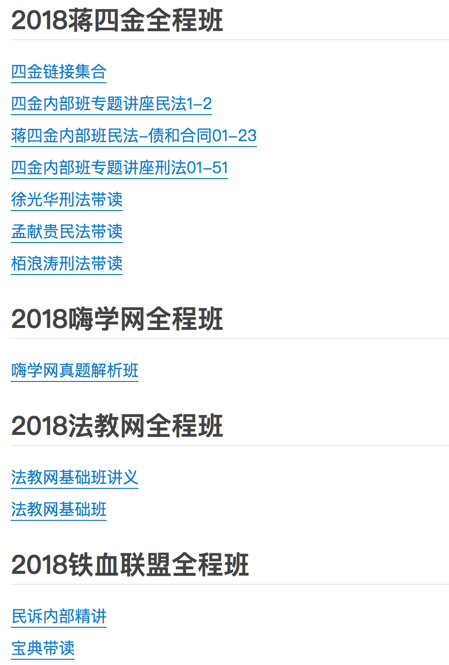 2018蒋四金全程班
四金链接集合
四金内部班专题讲座民法1-2
蒋四金内部班民法-债和合同01-23
四金内部班专题讲座刑法01-51
徐光华刑法带读
孟献贵民法带读
栢浪涛刑法带读
2018嗨学网全程班
嗨学网真题解析班
2018法教网全程班
法教网基础班讲义
法教网基础班
2018铁血联盟全程班
民诉内部精讲
宝典带读